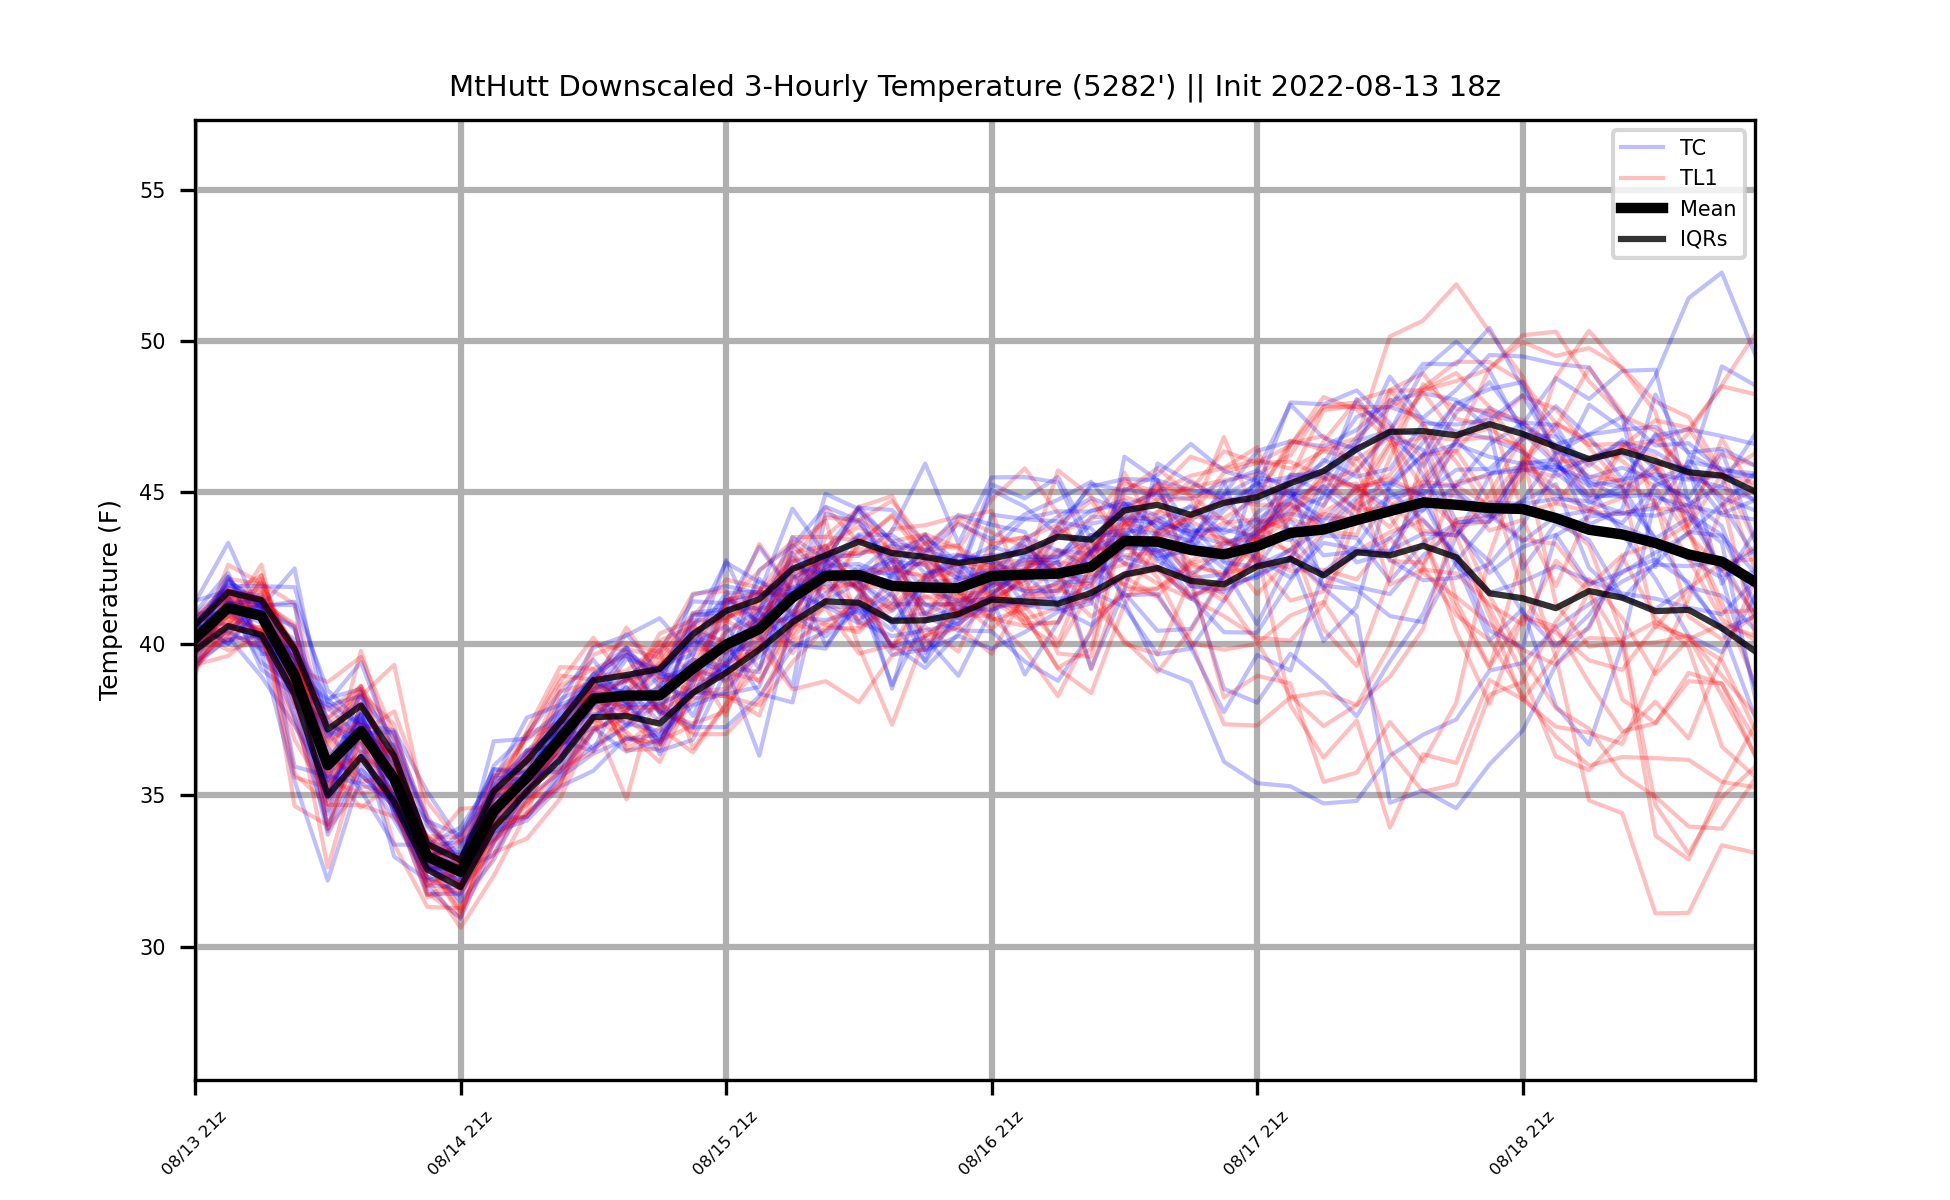 MtHutt Downscaled 3-Hourly Temperature (5282') || Init 2022-08-13 18z
TC
TL1
Mean
IQRs
Temperature (F)
55
50
45
40
35
30
08/13 21z
08/14 21z
08/15 21z
08/16 21z
08/17 21z
08/18 21z